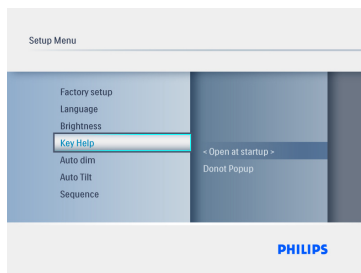 Setup Menu
Factory setup
Language
Brightness
Key Help
Auto dim
Auto Tilt
Sequence
< Open at startup >
Donot Popup
PHILIPS